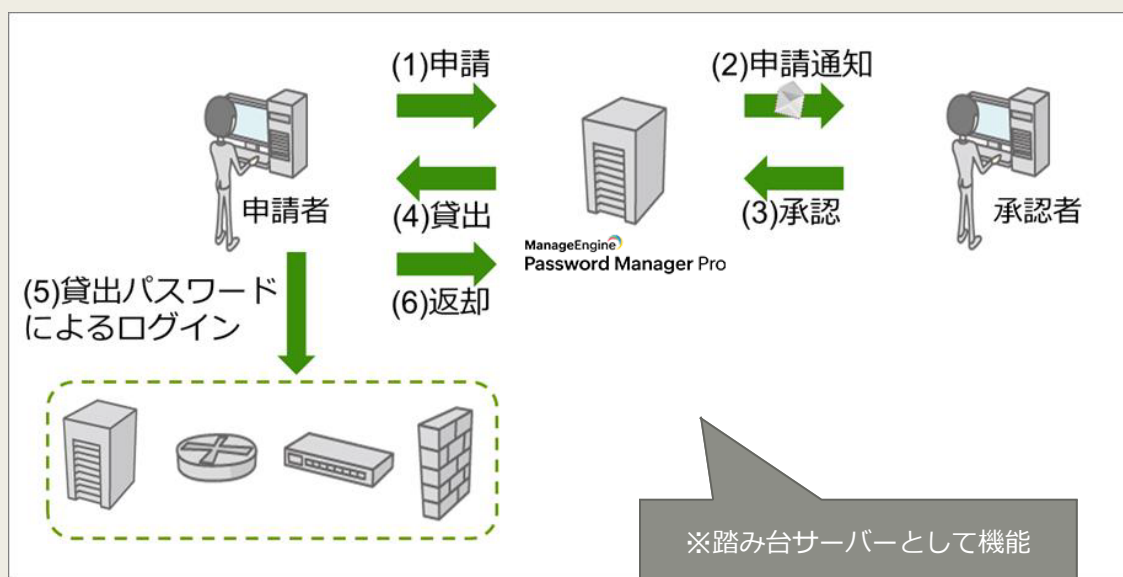 (1)申請
(2)申請通知
申請者
(4)貸出
(3)承認
承認者
ManageEngine
Password Manager Pro
(6)返却
(5)貸出パスワード
によるログイン
※踏み台サーバーとして機能